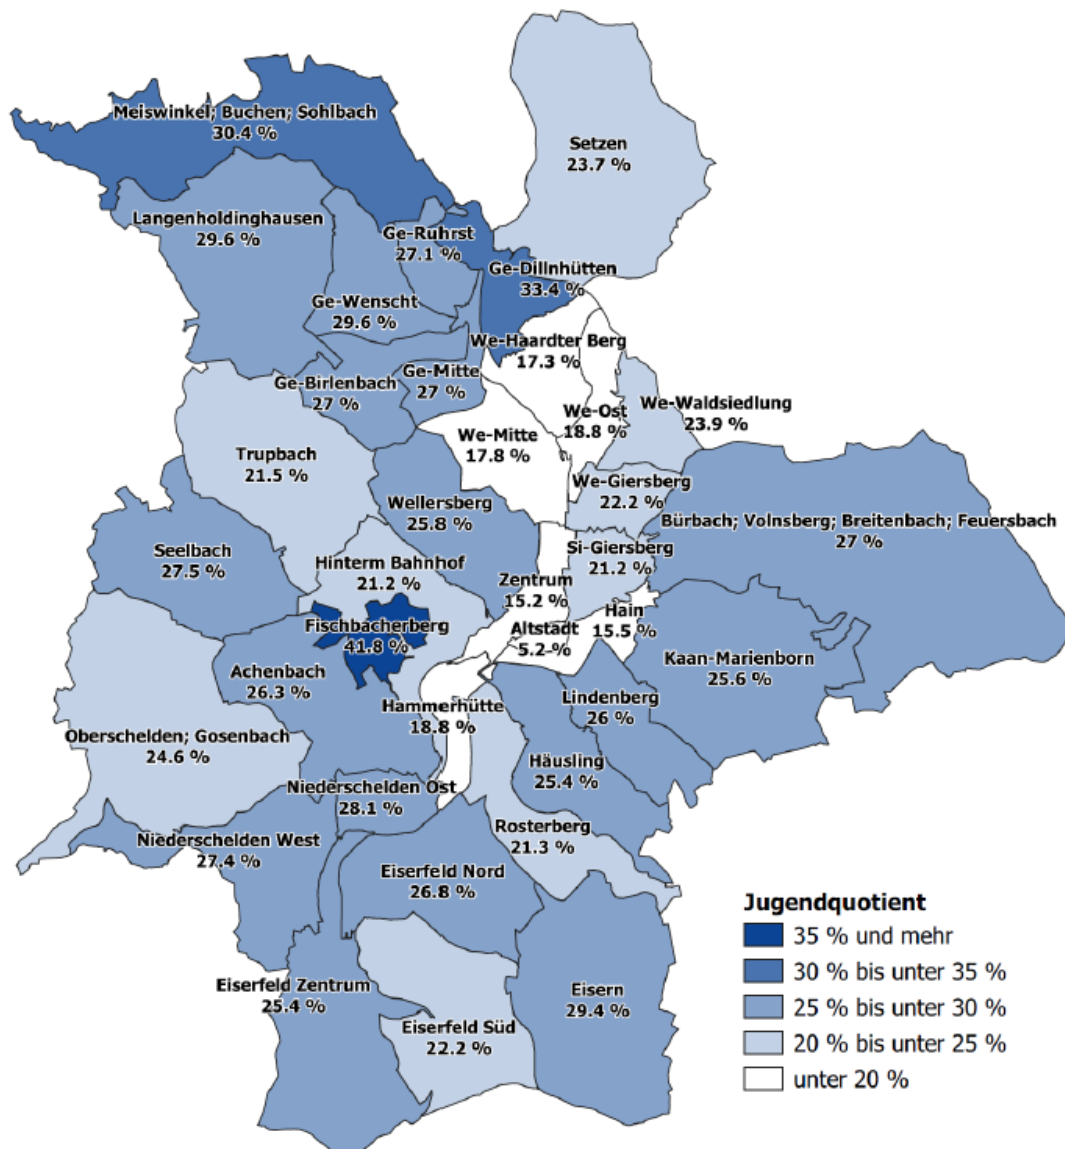 Meiswinkel; Buchen; Sohlbach
30.4 %
Setzen
23.7 %
Langenholdinghausen
29.6 %
Ge-Ruhrst
27.1 %
Ge-Dillnhütten
33.4 %
Ge-Wenscht
29.6 %
We-Haardter Berg
17.3 %
Ge-Mitte
27 %
Ge-Birlenbach
27 %
We-Waldsiedlung
23.9 %
We-Ost
18.8 %
We-Mitte
17.8 %
Trupbach
21.5 %
We-Giersberg
22.2 %
Wellersberg
25.8 %
Bürbach; Volnsberg; Breitenbach; Feuersbach
27 %
Seelbach
27.5 %
Si-Giersberg
21.2 %
Hinterm Bahnhof
21.2 %
Zentrum
15.2 %
Hain
15.5 %
Fischbacherberg
41.8 %
Altstadt
5.2 %
Kaan-Marienborn
25.6 %
Achenbach
26.3 %
Lindenberg
26 %
Hammerhütte
18.8 %
Oberschelden; Gosenbach
24.6 %
Häusling
25.4 %
Niederschelden Ost
28.1 %
Rosterberg
21.3 %
Niederschelden West
27.4 %
Eiserfeld Nord
26.8 %
Eiserfeld Zentrum
25.4 %
Eisern
29.4 %
Eiserfeld Süd
22.2 %
Jugendquotient
35 % und mehr
30 % bis unter 35 %
25 % bis unter 30 %
20 % bis unter 25 %
unter 20 %